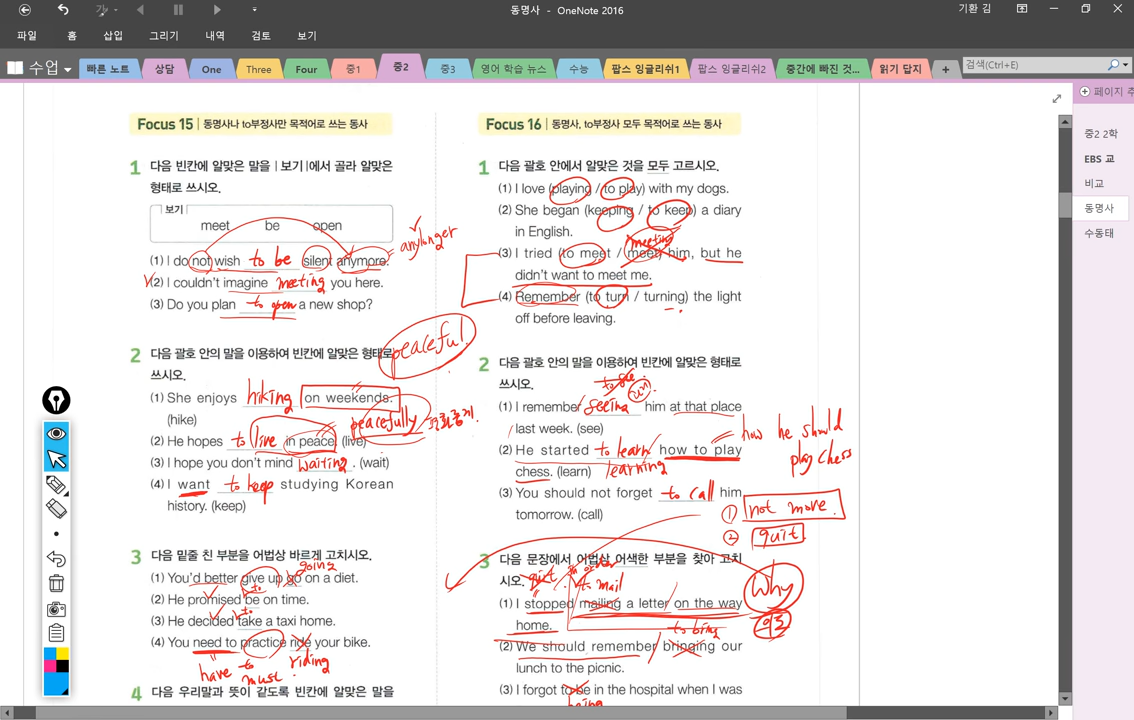 동명사 - OneNote 2016
기환 김
파일 홈 삽입 그리기 내역 검토 보기
수업 빠른 노트 상담 One Three Four 중1 중2 중3 영어 학습 뉴스 수능 팝스 잉글리쉬1 팝스 잉글리쉬2 중간에 빠진 것... 읽기 답지 +
검색(Ctrl+E)
페이지 추
중2 2학
EBS 교
비교
동명사
수동태
Focus 15 | 동명사나 to부정사만 목적어로 쓰는 동사
1 다음 빈칸에 알맞은 말을 |보기|에서 골라 알맞은
형태로 쓰시오.
보기
meet be open
anylonger
(1) I do not wish to be silent anymore.
(2) I couldn't imagine meeting you here.
(3) Do you plan to open a new shop?
peaceful.
2 다음 괄호 안의 말을 이용하여 빈칸에 알맞은 형태로
쓰시오.
(1) She enjoys hiking on weekends.
(hike)
peacefully 평화롭게.
(2) He hopes to live in peace. (live)
(3) I hope you don't mind waiting. (wait)
(4) I want to keep studying Korean
history. (keep)
3 다음 밑줄 친 부분을 어법상 바르게 고치시오.
going
(1) You'd better give up go on a diet.
to
(2) He promised be on time.
to
(3) He decided take a taxi home.
(4) You need to practice ride your bike.
have to riding
must
4 다음 우리말과 뜻이 같도록 빈칸에 알맞은 말을
Focus 16 | 동명사, to부정사 모두 목적어로 쓰는 동사
1 다음 괄호 안에서 알맞은 것을 모두 고르시오.
(1) I love (playing / to play) with my dogs.
(2) She began (keeping / to keep) a diary
in English.
meeting
(3) I tried (to meet / meet) him, but he
didn't want to meet me.
(4) Remember (to turn / turning) the light
off before leaving.
2 다음 괄호 안의 말을 이용하여 빈칸에 알맞은 형태로
쓰시오.
to see
(1) I remember seeing him at that place
last week. (see)
how he should
play chess
(2) He started to learn how to play
chess. (learn) learning
(3) You should not forget to call him
tomorrow. (call)
① not move.
② quit
3 다음 문장에서 어법상 어색한 부분을 찾아 고치
시오.
quit to mail
why
(1) I stopped mailing a letter on the way
home.
to bring
(2) We should remember bringing our
lunch to the picnic.
(3) I forgot to be in the hospital when I was
being